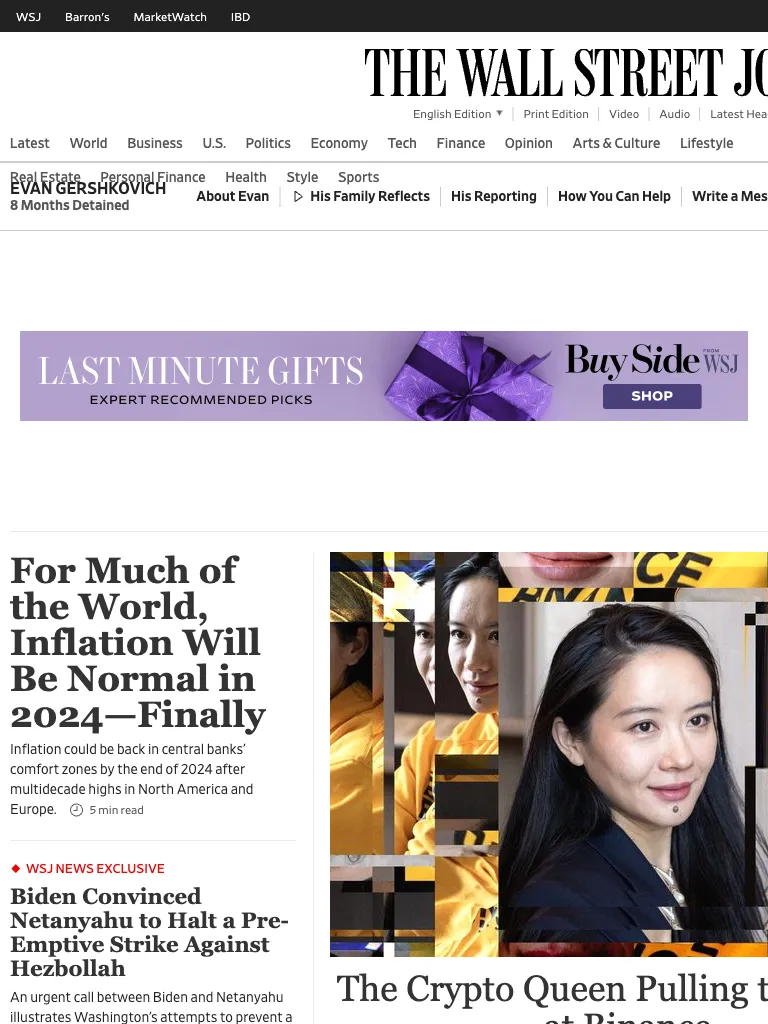 WSJ Barron's MarketWatch IBD
THE WALL STREET JO
English Edition ▼ Print Edition Video Audio Latest Hea
Latest World Business U.S. Politics Economy Tech Finance Opinion Arts & Culture Lifestyle
Real Estate Personal Finance Health Style Sports
EVAN GERSHKOVICH
8 Months Detained
About Evan His Family Reflects His Reporting How You Can Help Write a Mes
LAST MINUTE GIFTS
EXPERT RECOMMENDED PICKS
Buy Side FROM WSJ
SHOP
For Much of
the World,
Inflation Will
Be Normal in
2024—Finally
Inflation could be back in central banks’
comfort zones by the end of 2024 after
multidecade highs in North America and
Europe. 5 min read
WSJ NEWS EXCLUSIVE
Biden Convinced
Netanyahu to Halt a Pre-
Emptive Strike Against
Hezbollah
An urgent call between Biden and Netanyahu
illustrates Washington’s attempts to prevent a
The Crypto Queen Pulling t
at Binance